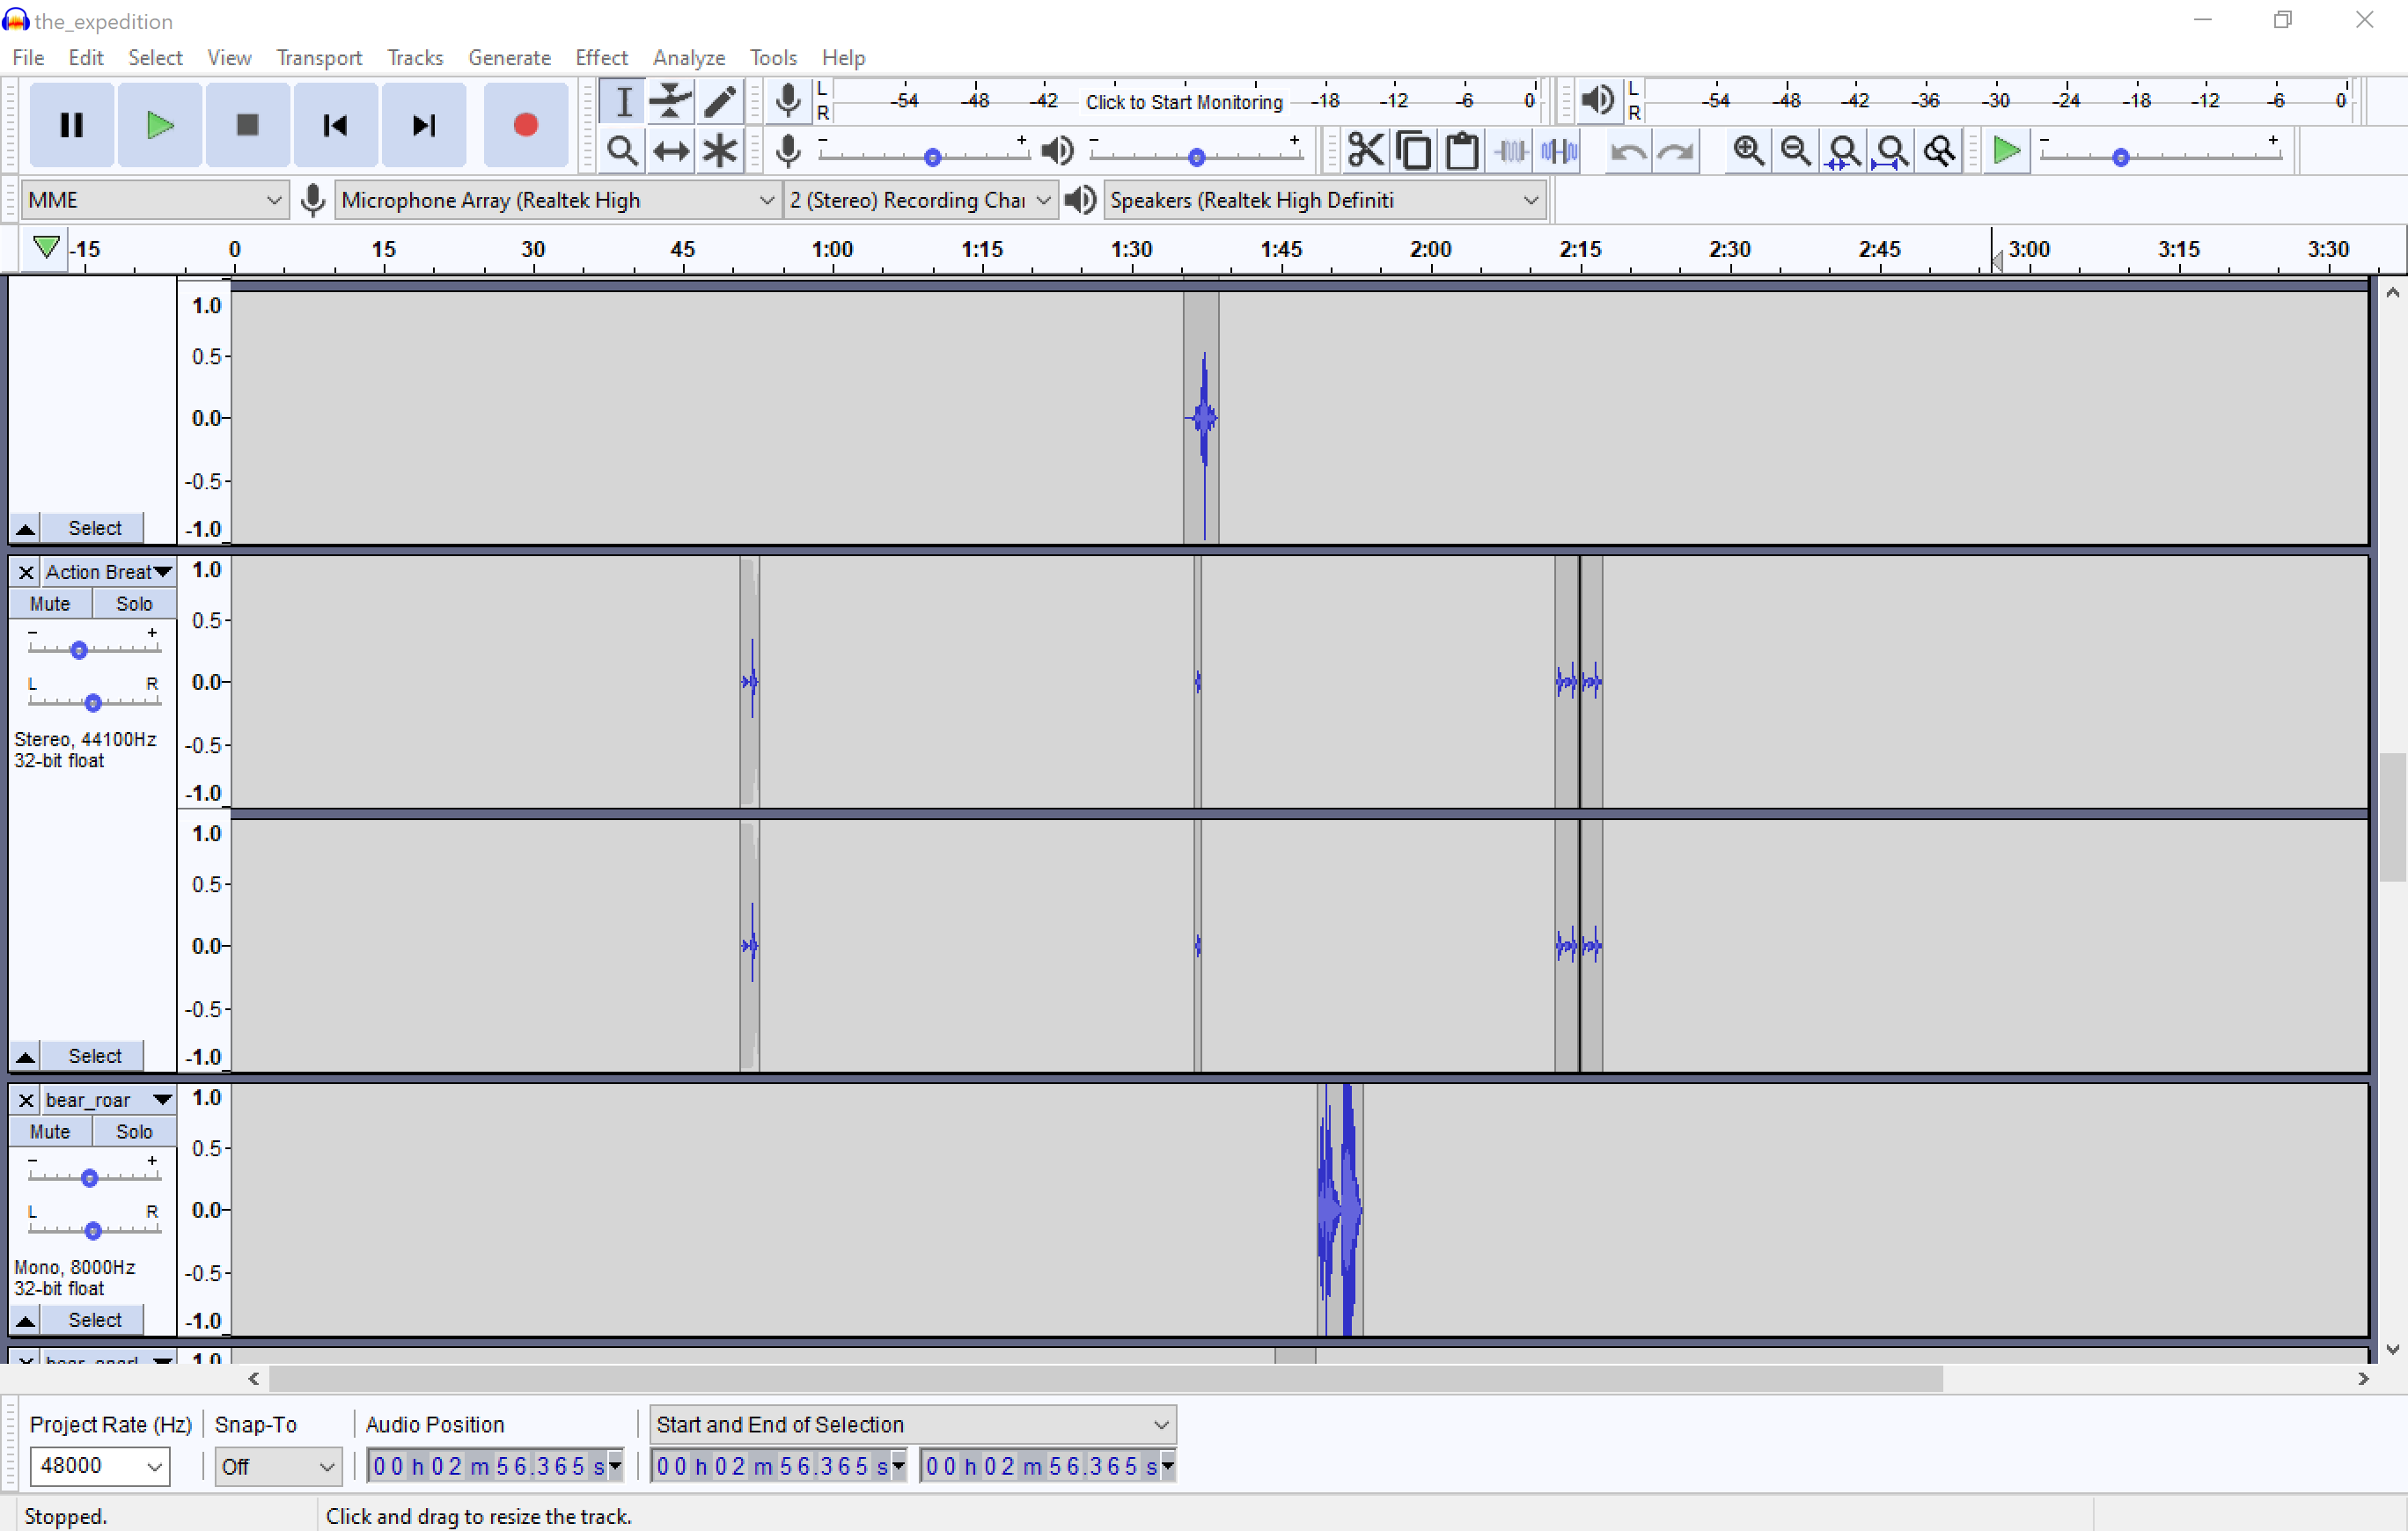 the_expedition
File Edit Select View Transport Tracks Generate Effect Analyze Tools Help
L R -54 -48 -42 Click to Start Monitoring -18 -12 -6 0 L R -54 -48 -42 -36 -30 -24 -18 -12 -6 0
- + - + - +
MME Microphone Array (Realtek High 2 (Stereo) Recording Chai Speakers (Realtek High Definiti
-15 0 15 30 45 1:00 1:15 1:30 1:45 2:00 2:15 2:30 2:45 3:00 3:15 3:30
1.0
0.5
0.0
-0.5
Select -1.0
Action Breat 1.0
Mute Solo
- + 0.5
L R 0.0
Stereo, 44100Hz -0.5
32-bit float
-1.0
1.0
0.5
0.0
-0.5
Select -1.0
bear_roar 1.0
Mute Solo
- + 0.5
L R 0.0
Mono, 8000Hz -0.5
32-bit float
Select -1.0
1.0
Project Rate (Hz) Snap-To Audio Position Start and End of Selection
48000 Off 00 h 02 m 56.365 s 00 h 02 m 56.365 s 00 h 02 m 56.365 s
Stopped. Click and drag to resize the track.